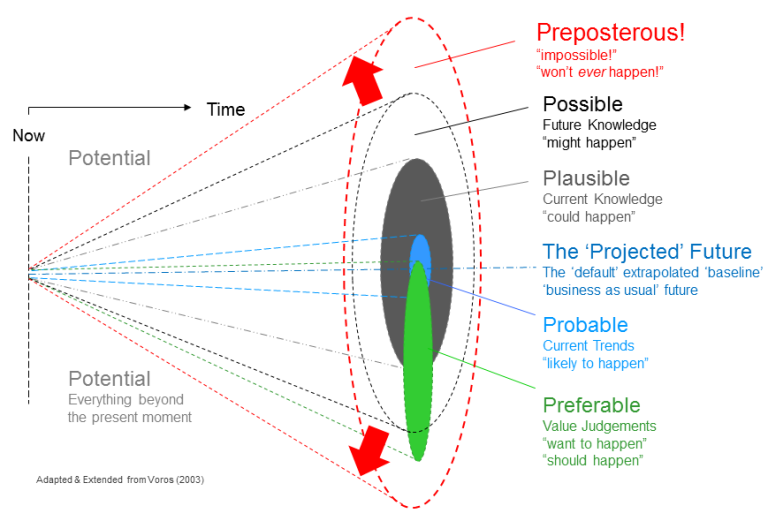 Preposterous!
“impossible!”
“won’t ever happen!”
Time
Now
Possible
Future Knowledge
“might happen”
Potential
Plausible
Current Knowledge
“could happen”
The ‘Projected’ Future
The ‘default’ extrapolated ‘baseline’
‘business as usual’ future
Probable
Current Trends
“likely to happen”
Potential
Everything beyond
the present moment
Preferable
Value Judgements
“want to happen”
“should happen”
Adapted & Extended from Voros (2003)